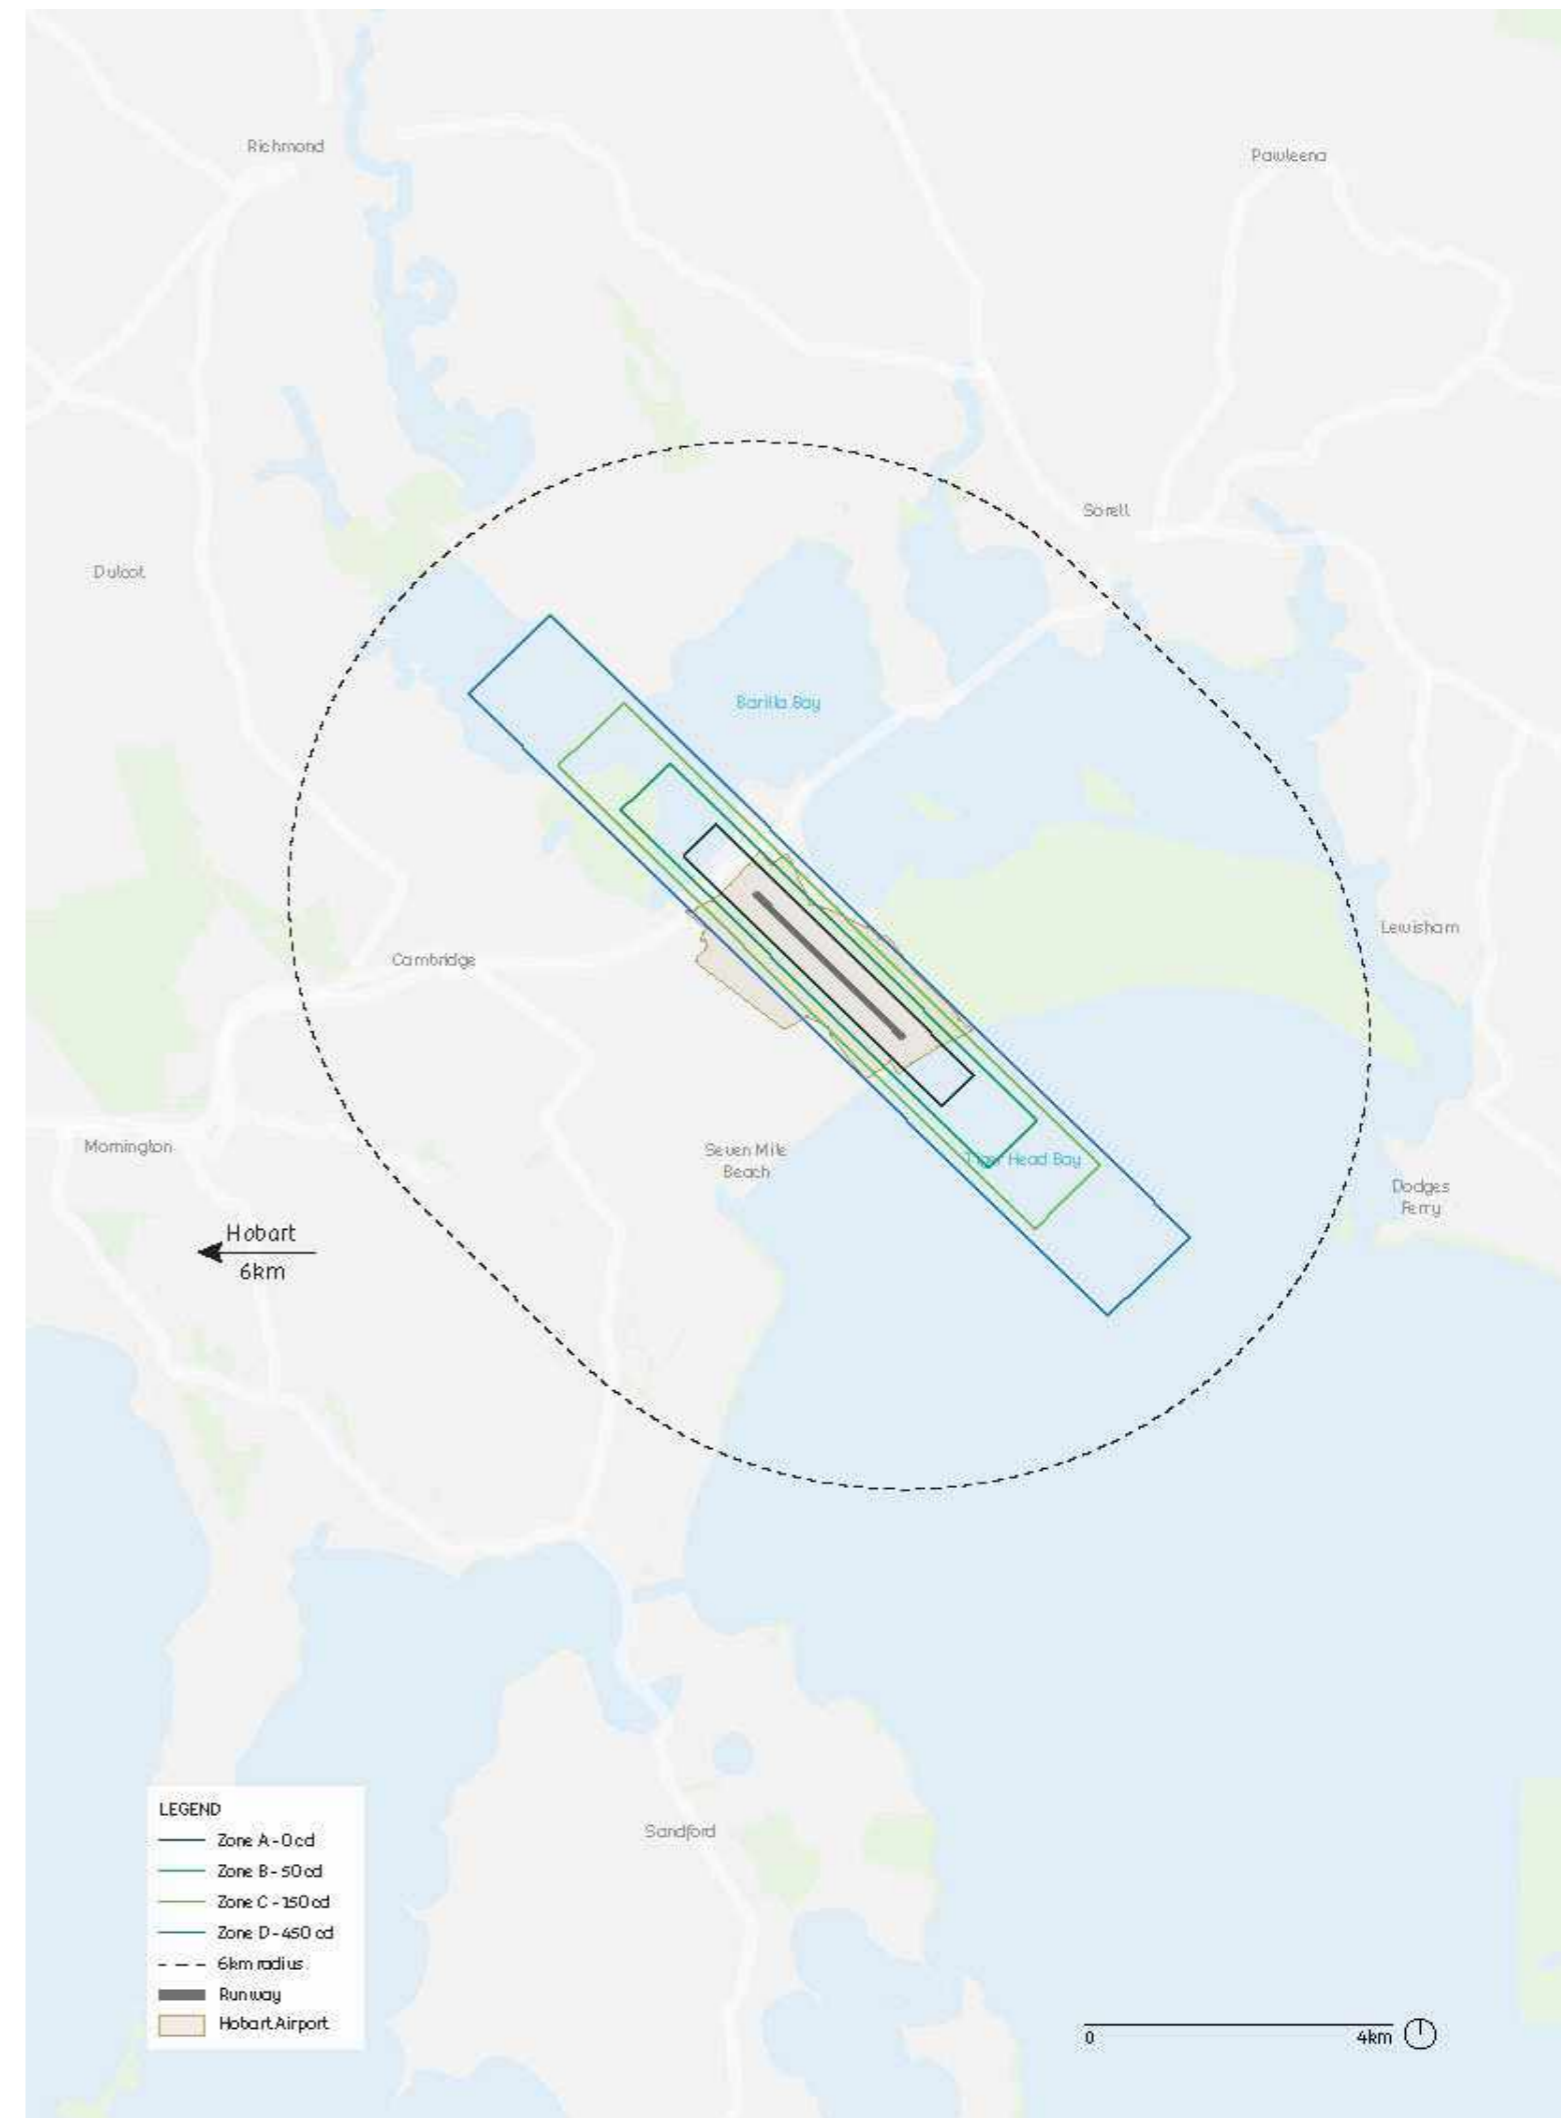 Richmond
Pawleena
Sorell
Dulcot
Barilla Bay
Lewisham
Cambridge
Mornington
Seven Mile
Beach
Tiger Head Bay
Dodges
Ferry
Hobart
6km
Sandford
LEGEND
Zone A - 0 cd
Zone B - 50 cd
Zone C - 150 cd
Zone D - 450 cd
6km radius
Runway
Hobart Airport
0 4km